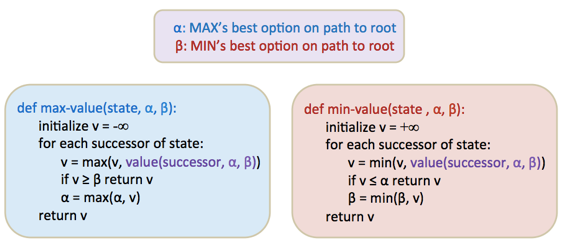 α: MAX's best option on path to root
β: MIN's best option on path to root
def max-value(state, α, β):
initialize v = -∞
for each successor of state:
v = max(v, value(successor, α, β))
if v ≥ β return v
α = max(α, v)
return v
def min-value(state , α, β):
initialize v = +∞
for each successor of state:
v = min(v, value(successor, α, β))
if v ≤ α return v
β = min(β, v)
return v